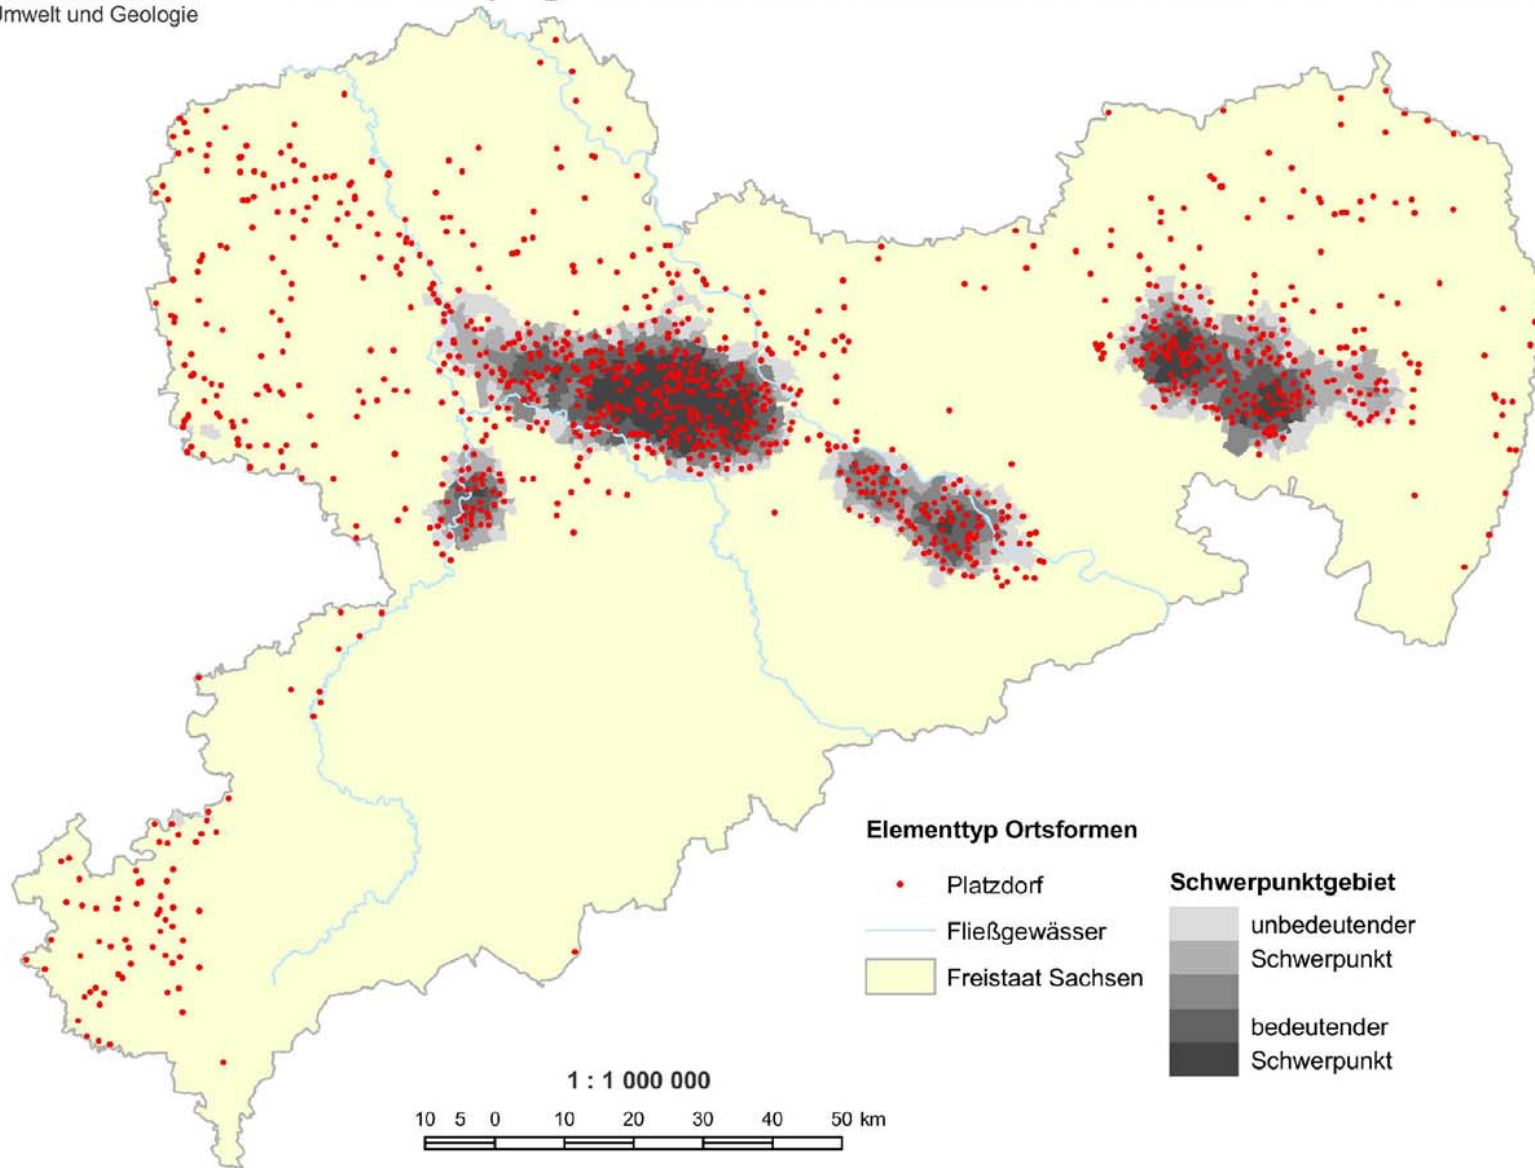 Umwelt und Geologie
Elementtyp Ortsformen
Platzdorf
Fließgewässer
Freistaat Sachsen
Schwerpunktgebiet
unbedeutender
Schwerpunkt
bedeutender
Schwerpunkt
1 : 1 000 000
10 5 0 10 20 30 40 50 km